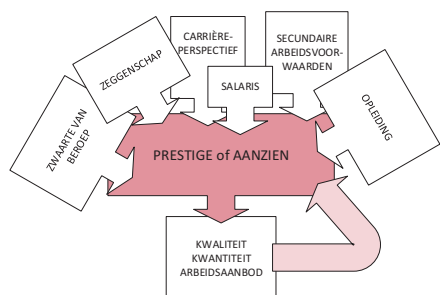 ZWAARTE VAN
BEROEP
ZEGGENSCHAP
CARRIÈRE-
PERSPECTIEF
SALARIS
SECUNDAIRE
ARBEIDSVOOR-
WAARDEN
OPLEIDING
PRESTIGE of AANZIEN
KWALITEIT
KWANTITEIT
ARBEIDSAANBOD